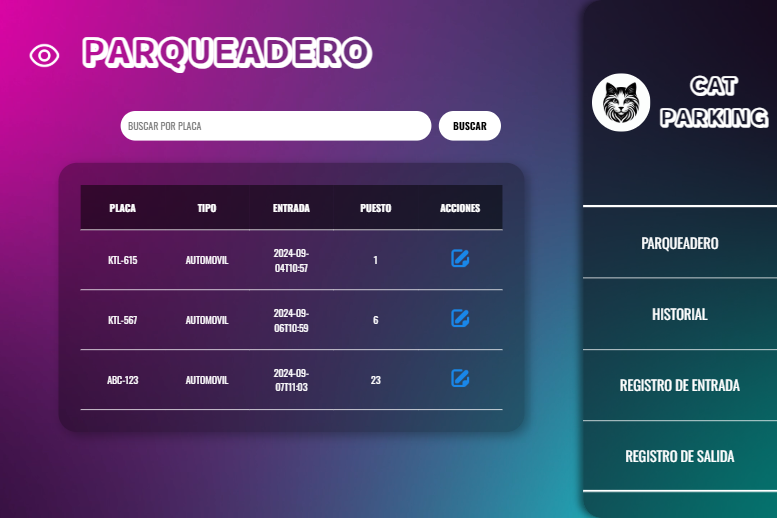 PARQUEADERO
BUSCAR POR PLACA
BUSCAR
PLACA TIPO ENTRADA PUESTO ACCIONES
KTL-615 AUTOMOVIL 2024-09-04T10:57 1
KTL-567 AUTOMOVIL 2024-09-06T10:59 6
ABC-123 AUTOMOVIL 2024-09-07T11:03 23
CAT
PARKING
PARQUEADERO
HISTORIAL
REGISTRO DE ENTRADA
REGISTRO DE SALIDA